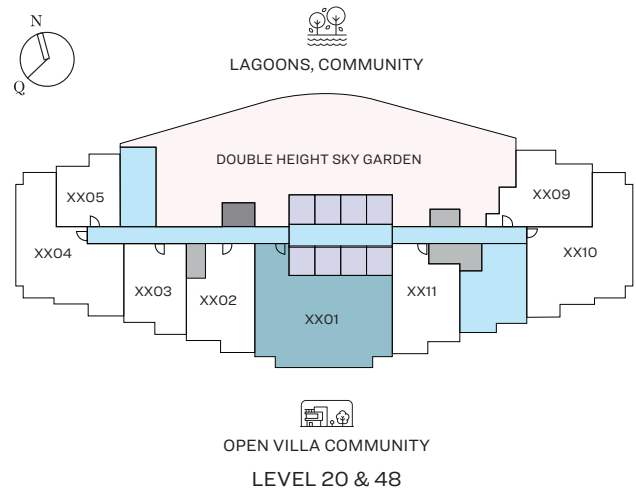 N
Q
LAGOONS, COMMUNITY
DOUBLE HEIGHT SKY GARDEN
XX05
XX09
XX04
XX10
XX03
XX02
XX01
XX11
OPEN VILLA COMMUNITY
LEVEL 20 & 48